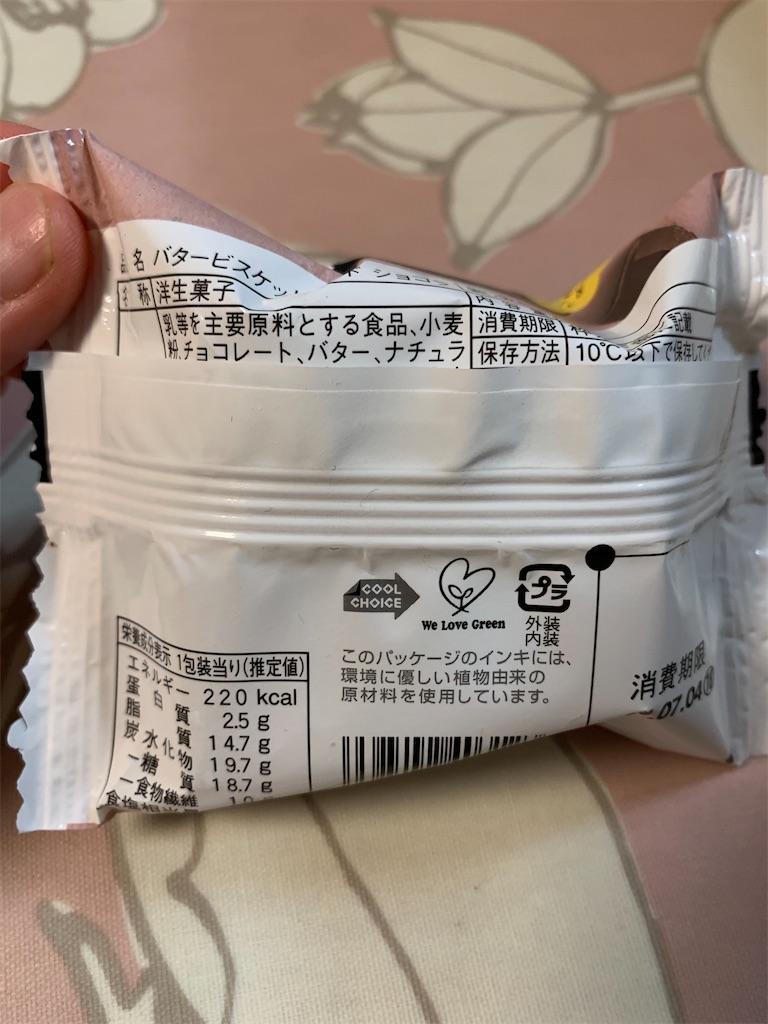 名 バタービスケッ
ショコラ
称 洋生菓子
乳等を主要原料とする食品、小麦
粉、チョコレート、バター、ナチュラ
消費期限
記載
保存方法 10℃以下で保存して
COOL
CHOICE
We Love Green
プラ
外装
内装
このパッケージのインキには、
環境に優しい植物由来の
原材料を使用しています。
栄養成分表示 1包装当り(推定値)
エネルギー 220 kcal
蛋白質 2.5 g
脂質 14.7 g
炭水化物 19.7 g
-糖質 18.7 g
-食物繊維
消費期限
07.04